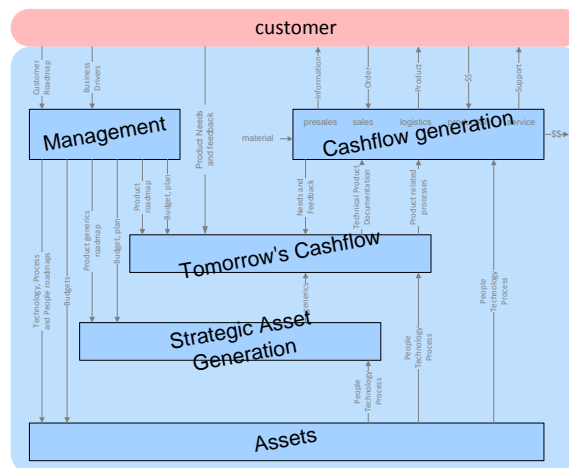 customer
Customer
Roadmap
Business
Drivers
Product Needs
and feedback
Information
Order
Product
$$
Support
Management
presales
sales
logistics
service
Cashflow generation
material
$$
Technology, Process
and People roadmaps
Budgets
Product generics
roadmap
Budget, plan
Product
roadmap
Budget, plan
Needs and
Feedback
Technical Product
Documentation
Product related
processes
People
Technology
Process
Tomorrow's Cashflow
generics
Strategic Asset
Generation
People
Technology
Process
People
Technology
Process
Assets